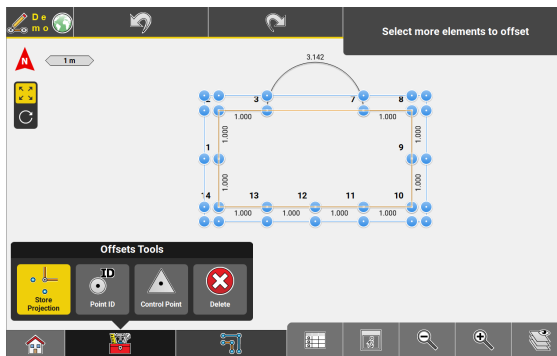 De
mo
Select more elements to offset
N
1 m
3.142
3
7
8
1.000
1.000
1.000
1.000
1
9
1.000
1.000
14
13
12
11
10
1.000
1.000
1.000
1.000
Offsets Tools
ID
Store
Projection
Point ID
Control Point
Delete